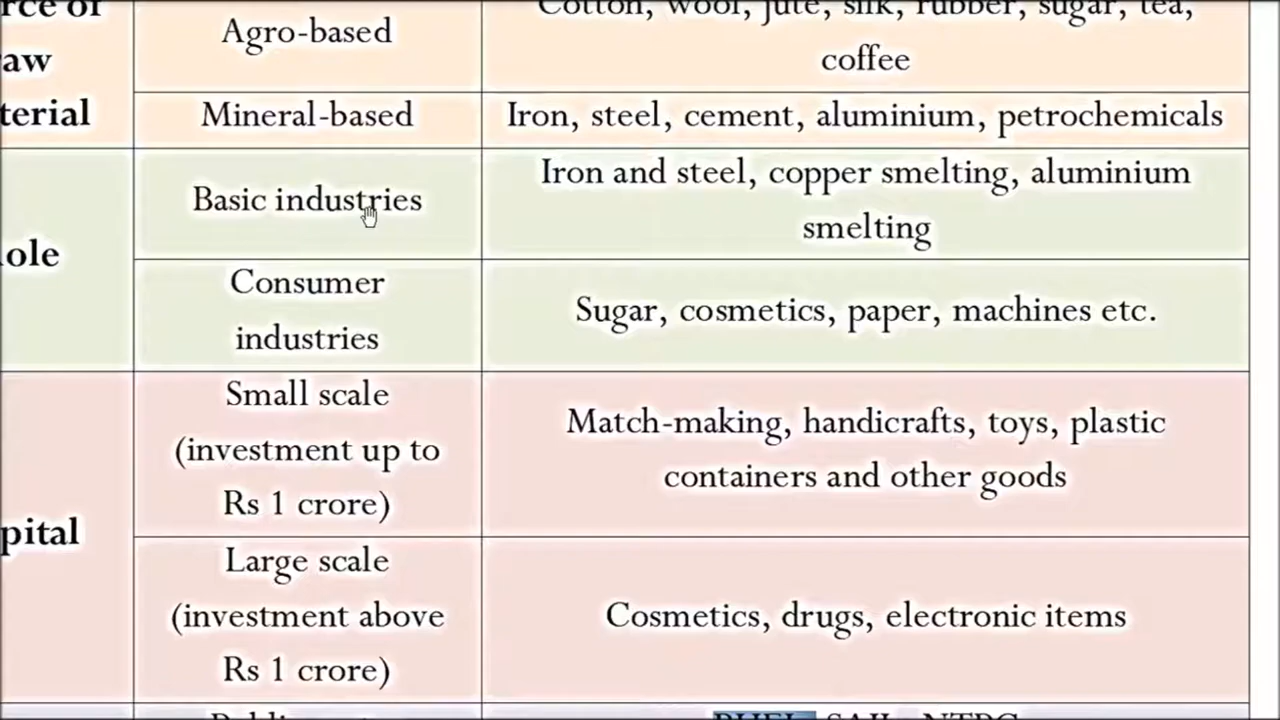 Agro-based
Cotton, wool, jute, silk, rubber, sugar, tea,
coffee
Mineral-based
Iron, steel, cement, aluminium, petrochemicals
Basic industries
Iron and steel, copper smelting, aluminium
smelting
Consumer
industries
Sugar, cosmetics, paper, machines etc.
Small scale
(investment up to
Rs 1 crore)
Match-making, handicrafts, toys, plastic
containers and other goods
pital
Large scale
(investment above
Rs 1 crore)
Cosmetics, drugs, electronic items